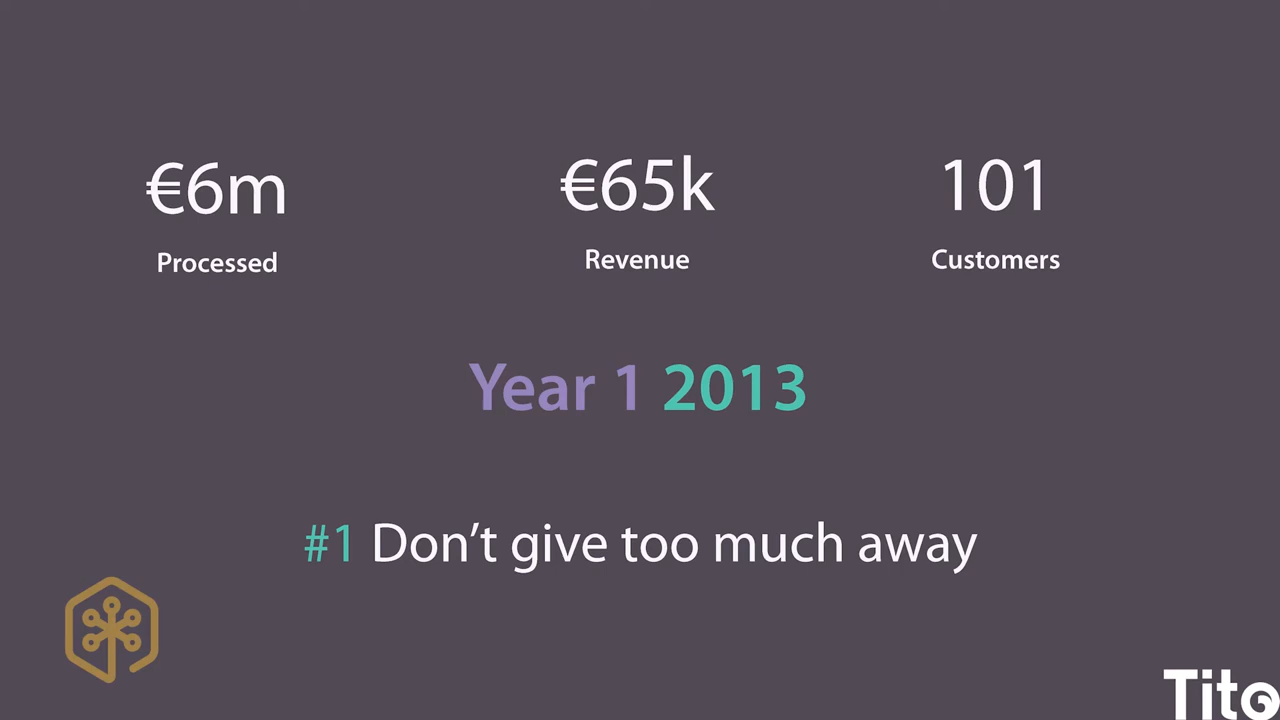 €6m
Processed
€65k
Revenue
101
Customers
Year 1 2013
#1 Don’t give too much away
Tito